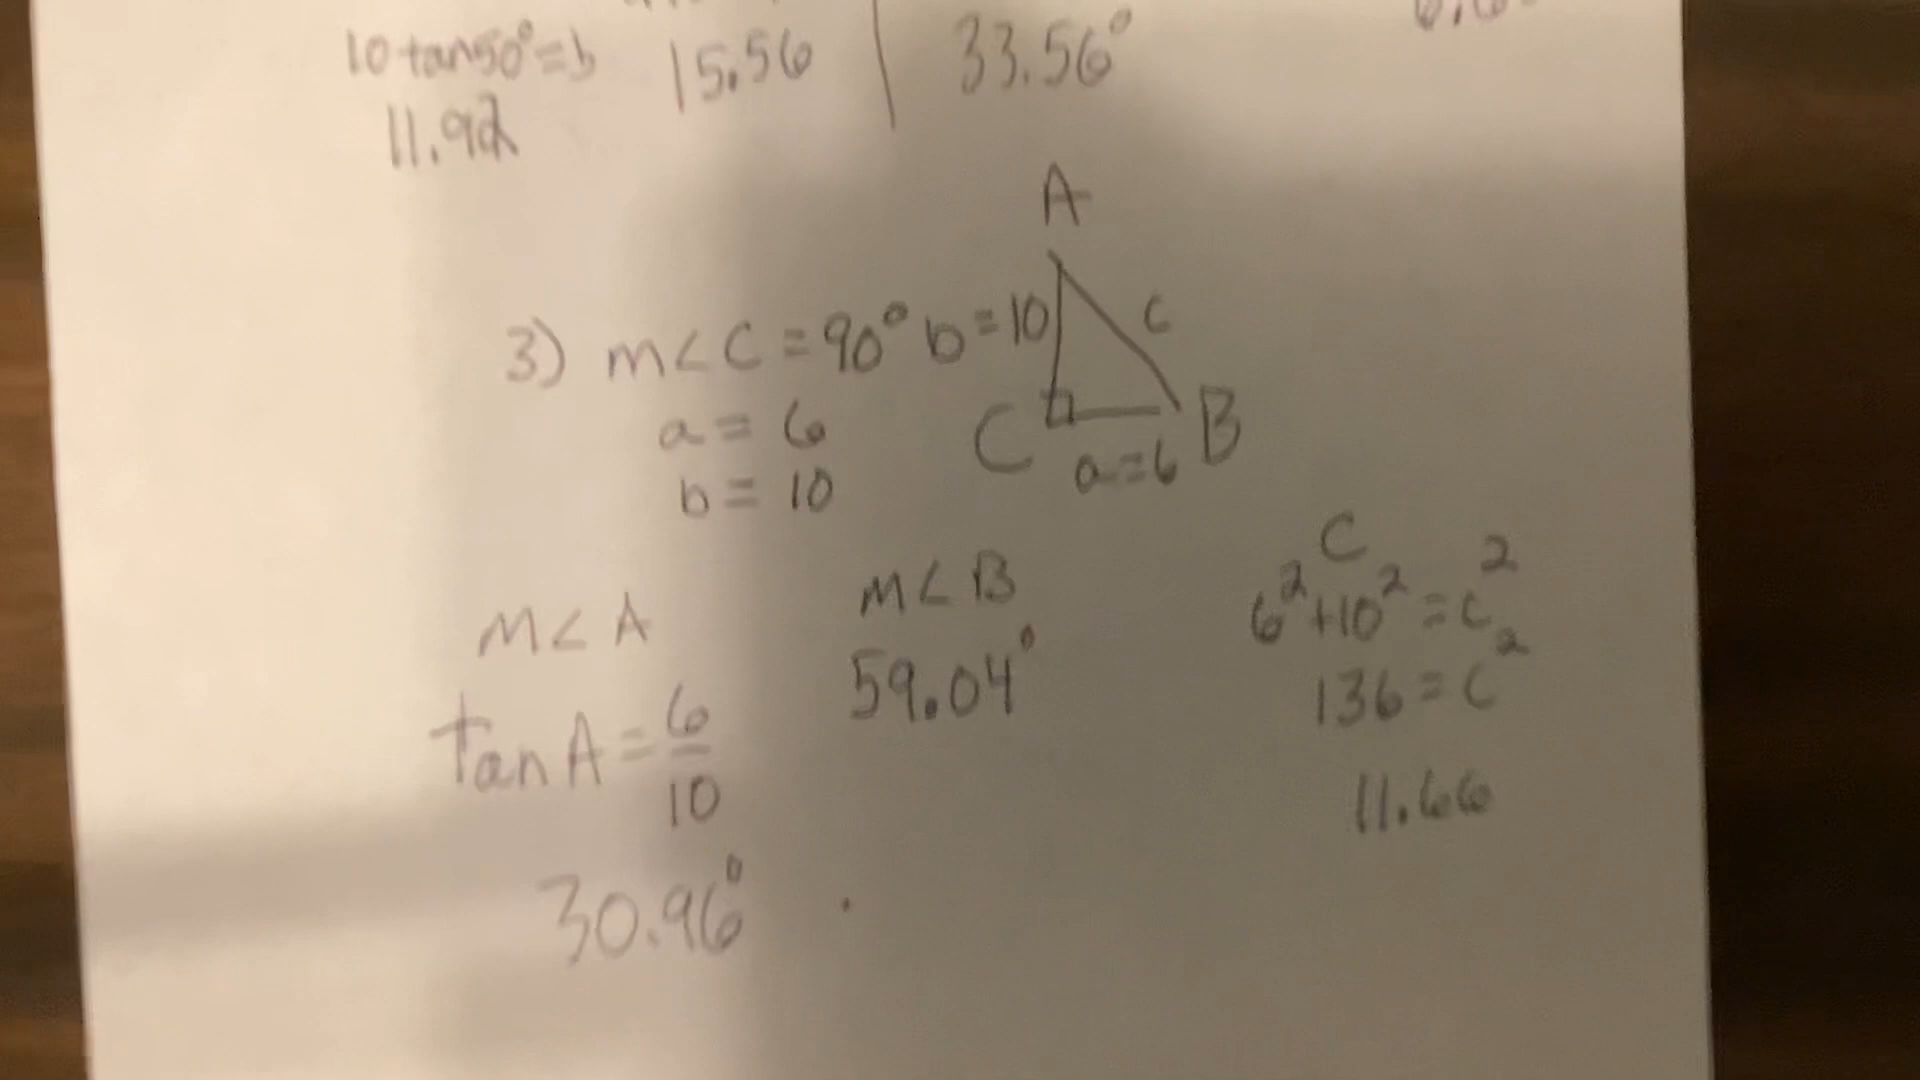 10 tan50°=b
11.92
15.56
33.56°
3) m∠C = 90°
a = 6
b = 10
A
b=10
c
C
B
a=6
m∠A
tan A = 6/10
30.96°
m∠B
59.04°
C
6²+10² = c²
136 = c²
11.66